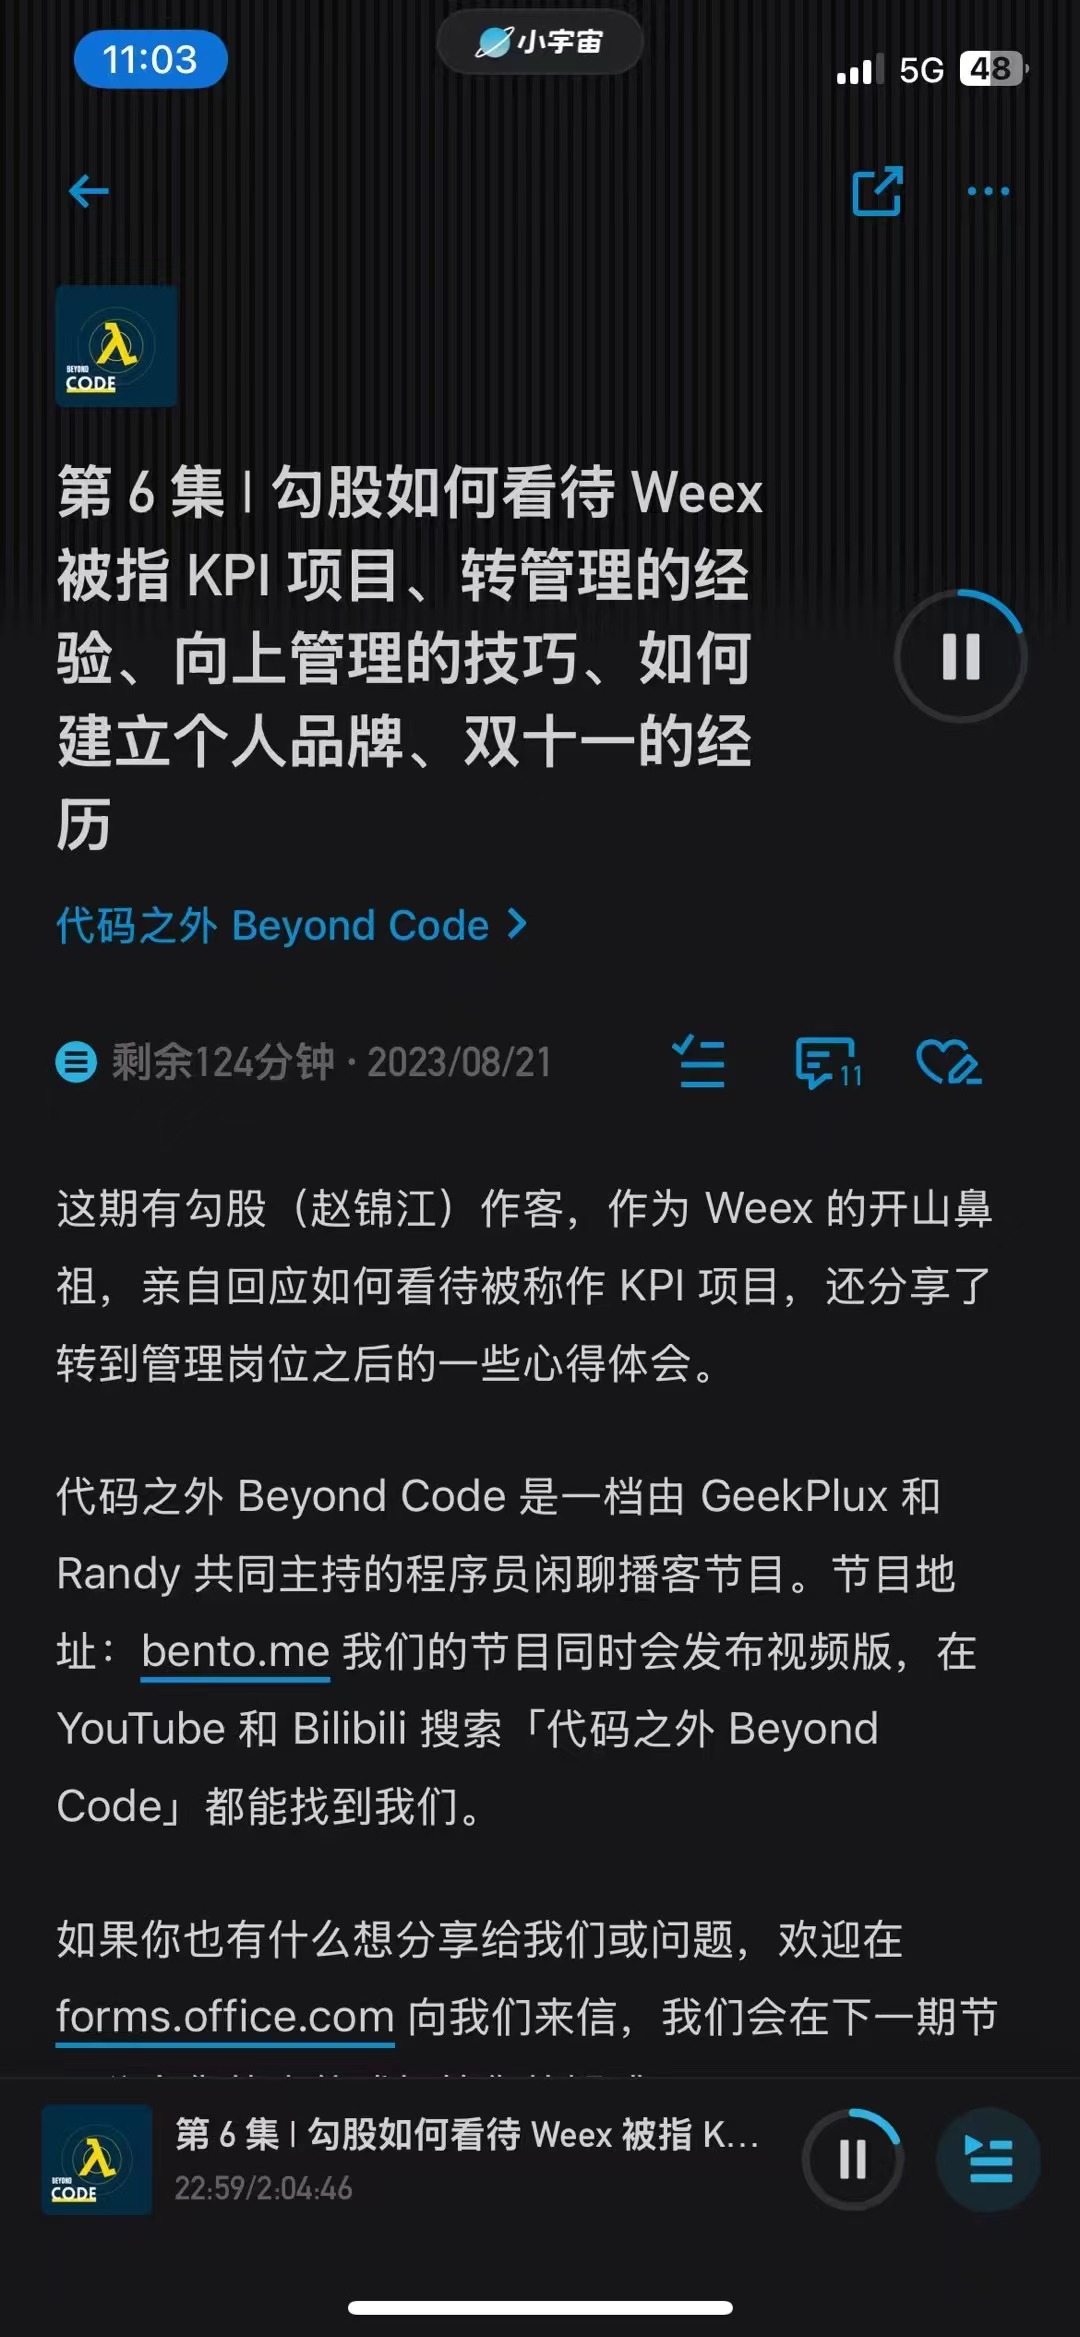 11:03
小宇宙
5G 48
BEYOND
CODE
第 6 集 | 勾股如何看待 Weex
被指 KPI 项目、转管理的经
验、向上管理的技巧、如何
建立个人品牌、双十一的经
历
代码之外 Beyond Code
剩余124分钟 · 2023/08/21
11
这期有勾股（赵锦江）作客，作为 Weex 的开山鼻
祖，亲自回应如何看待被称作 KPI 项目，还分享了
转到管理岗位之后的一些心得体会。
代码之外 Beyond Code 是一档由 GeekPlux 和
Randy 共同主持的程序员闲聊播客节目。节目地
址：bento.me 我们的节目同时会发布视频版，在
YouTube 和 Bilibili 搜索「代码之外 Beyond
Code」都能找到我们。
如果你也有什么想分享给我们或问题，欢迎在
forms.office.com 向我们来信，我们会在下一期节
BEYOND
CODE
第 6 集 | 勾股如何看待 Weex 被指 K...
22:59/2:04:46